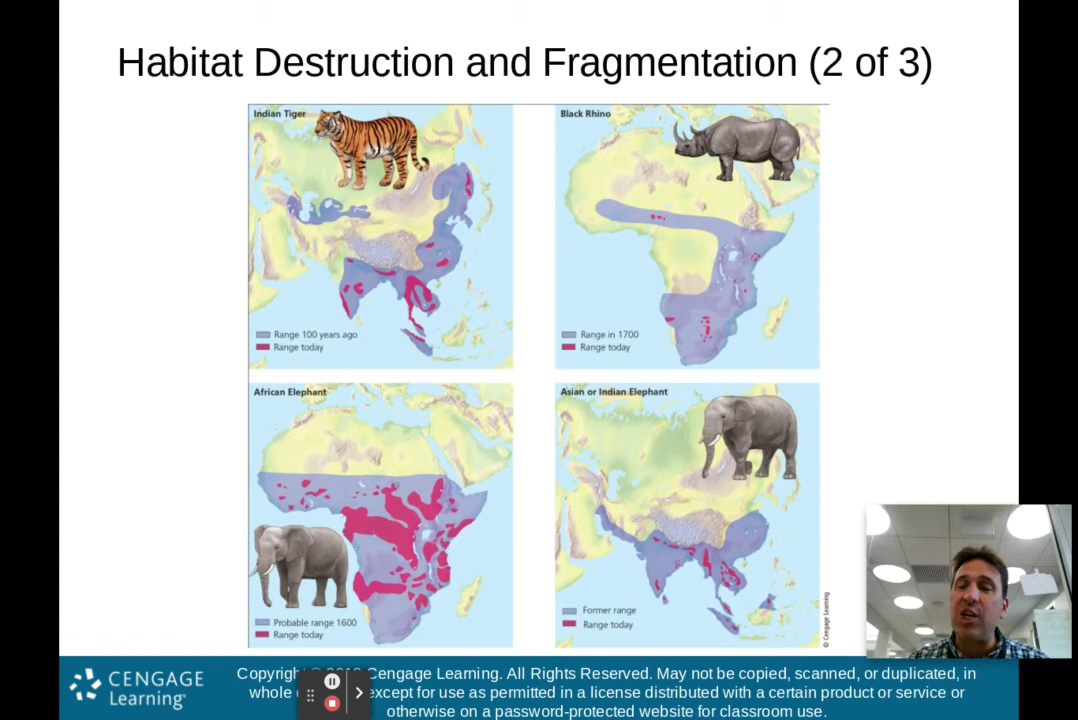 Habitat Destruction and Fragmentation (2 of 3)
Indian Tiger
Range 100 years ago
Range today
Black Rhino
Range in 1700
Range today
African Elephant
Probable range 1600
Range today
Asian or Indian Elephant
Former range
Range today
© Cengage Learning
CENGAGE
Learning
Cengage Learning. All Rights Reserved. May not be copied, scanned, or duplicated, in
whole except for use as permitted in a license distributed with a certain product or service or
otherwise on a password-protected website for classroom use.